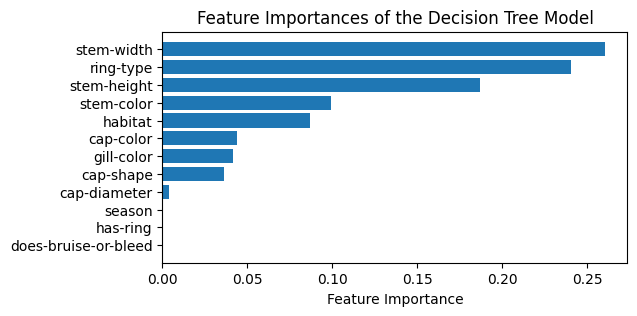 Feature Importances of the Decision Tree Model
stem-width
ring-type
stem-height
stem-color
habitat
cap-color
gill-color
cap-shape
cap-diameter
season
has-ring
does-bruise-or-bleed
0.00 0.05 0.10 0.15 0.20 0.25
Feature Importance